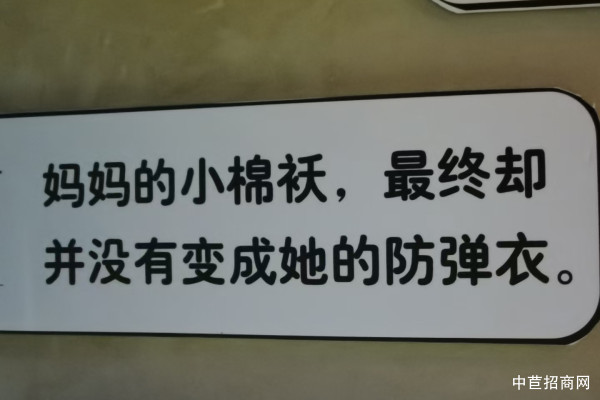 妈妈的小棉袄，最终却
并没有变成她的防弹衣。
中苣招商网